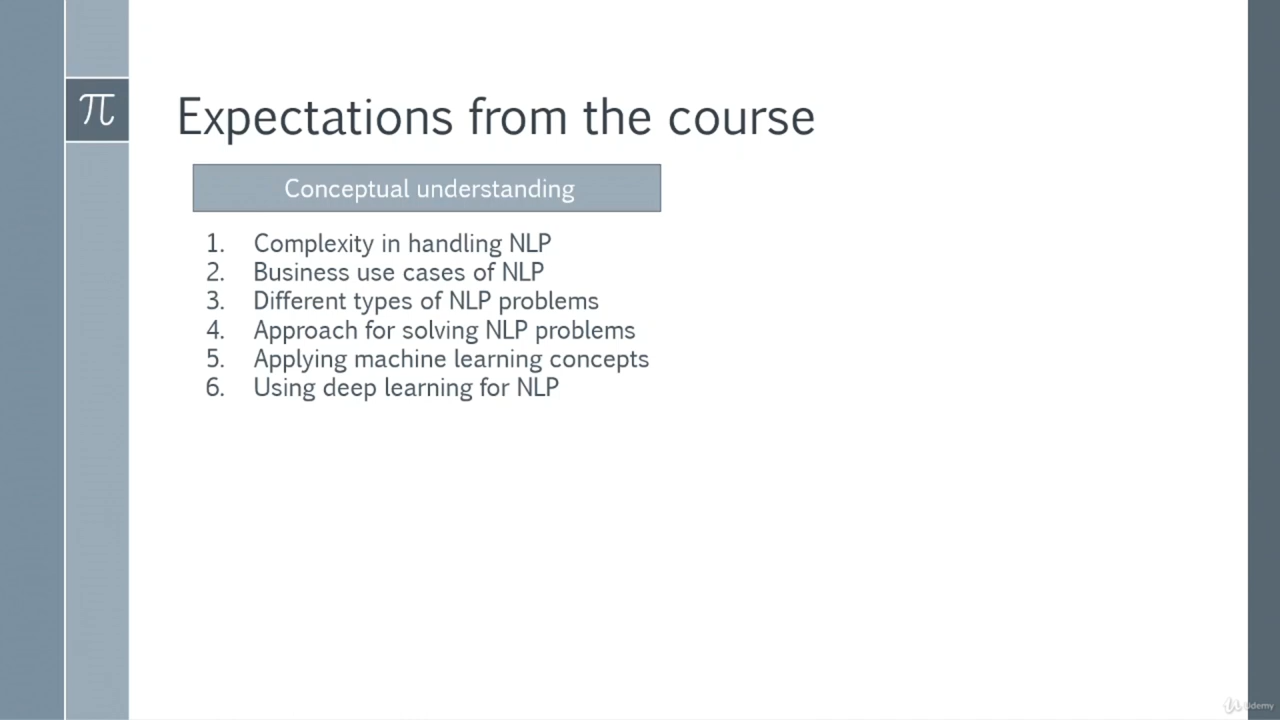 π
Expectations from the course
Conceptual understanding
1. Complexity in handling NLP
2. Business use cases of NLP
3. Different types of NLP problems
4. Approach for solving NLP problems
5. Applying machine learning concepts
6. Using deep learning for NLP
Udemy